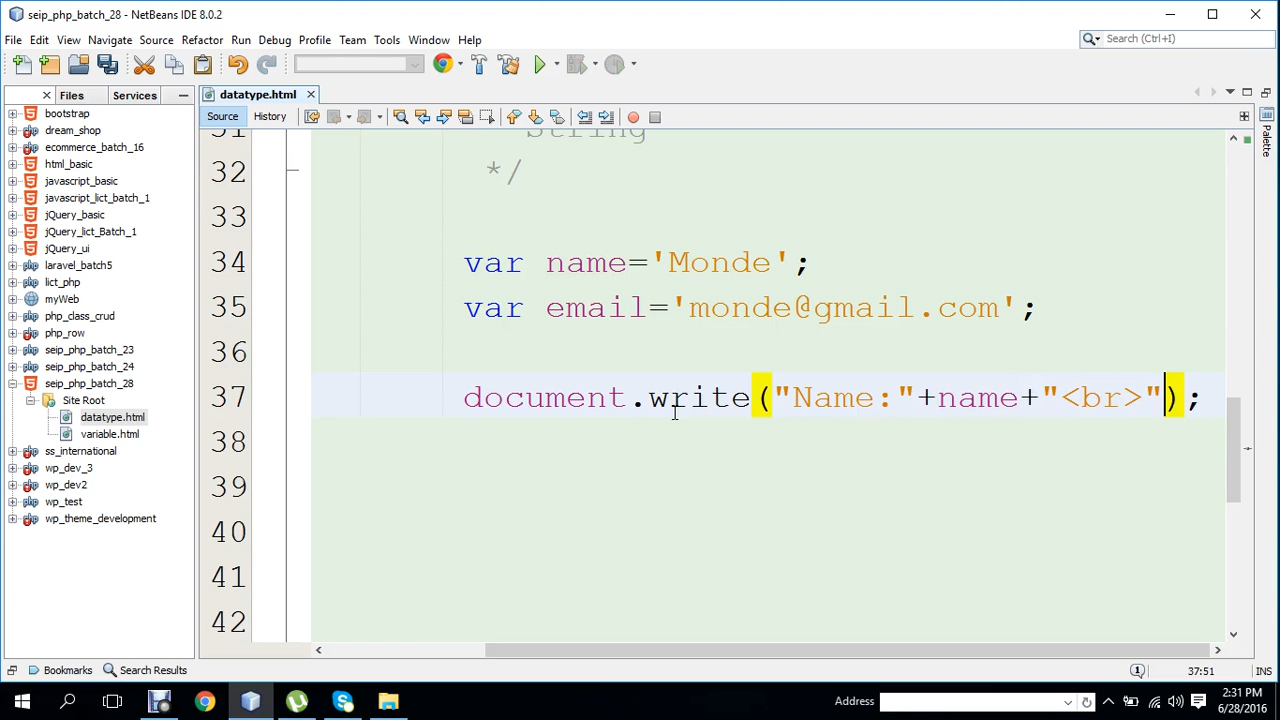 seip_php_batch_28 - NetBeans IDE 8.0.2
File Edit View Navigate Source Refactor Run Debug Profile Team Tools Window Help
Search (Ctrl+I)
Files Services
datatype.html
Source History
bootstrap
dream_shop
ecommerce_batch_16
html_basic
javascript_basic
javascript_lict_batch_1
jQuery_basic
jQuery_lict_Batch_1
jQuery_ui
laravel_batch5
lict_php
myWeb
php_class_crud
php_row
seip_php_batch_23
seip_php_batch_24
seip_php_batch_28
Site Root
datatype.html
variable.html
ss_international
wp_dev_3
wp_dev2
wp_test
wp_theme_development
31 String
32 */
33
34 var name='Monde';
35 var email='monde@gmail.com';
36
37 document.write("Name:"+name+"<br>");
38
39
40
41
42
Palette
Bookmarks Search Results
1 37:51 INS
Address
2:31 PM
6/28/2016